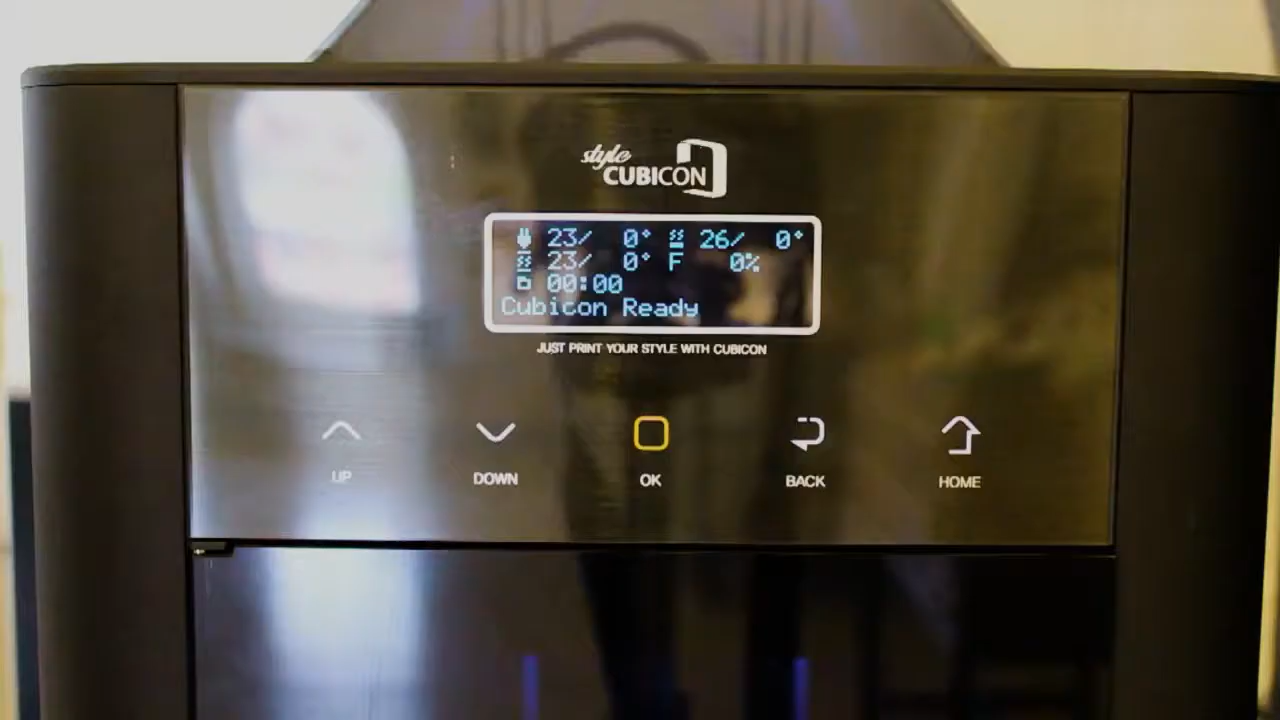 style
CUBICON
23/ 0° 26/ 0°
23/ 0° F 0%
00:00
Cubicon Ready
JUST PRINT YOUR STYLE WITH CUBICON
UP DOWN OK BACK HOME